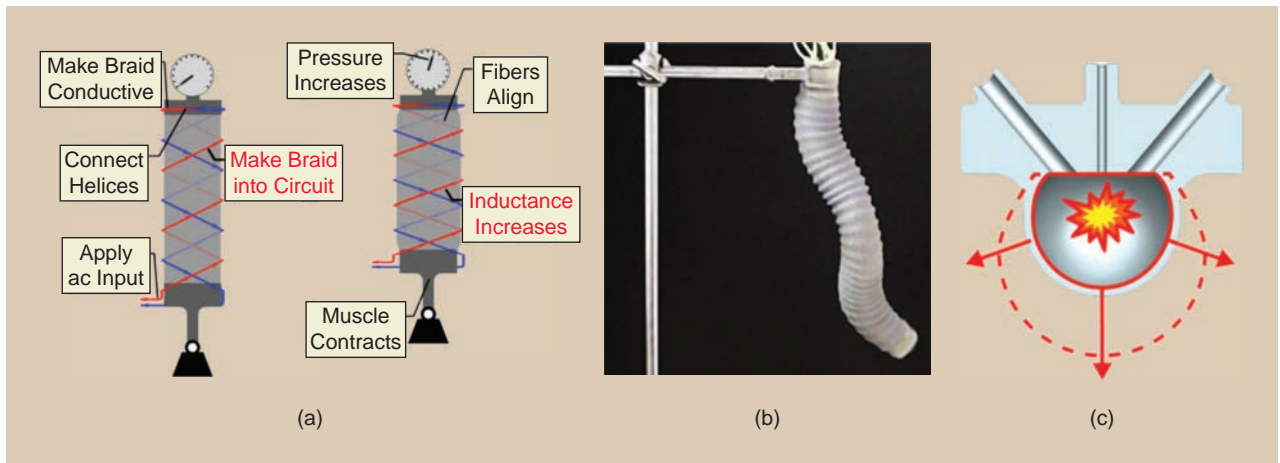 Make Braid
Conductive
Connect
Helices
Make Braid
into Circuit
Apply
ac Input
Pressure
Increases
Fibers
Align
Inductance
Increases
Muscle
Contracts
(a)
(b)
(c)